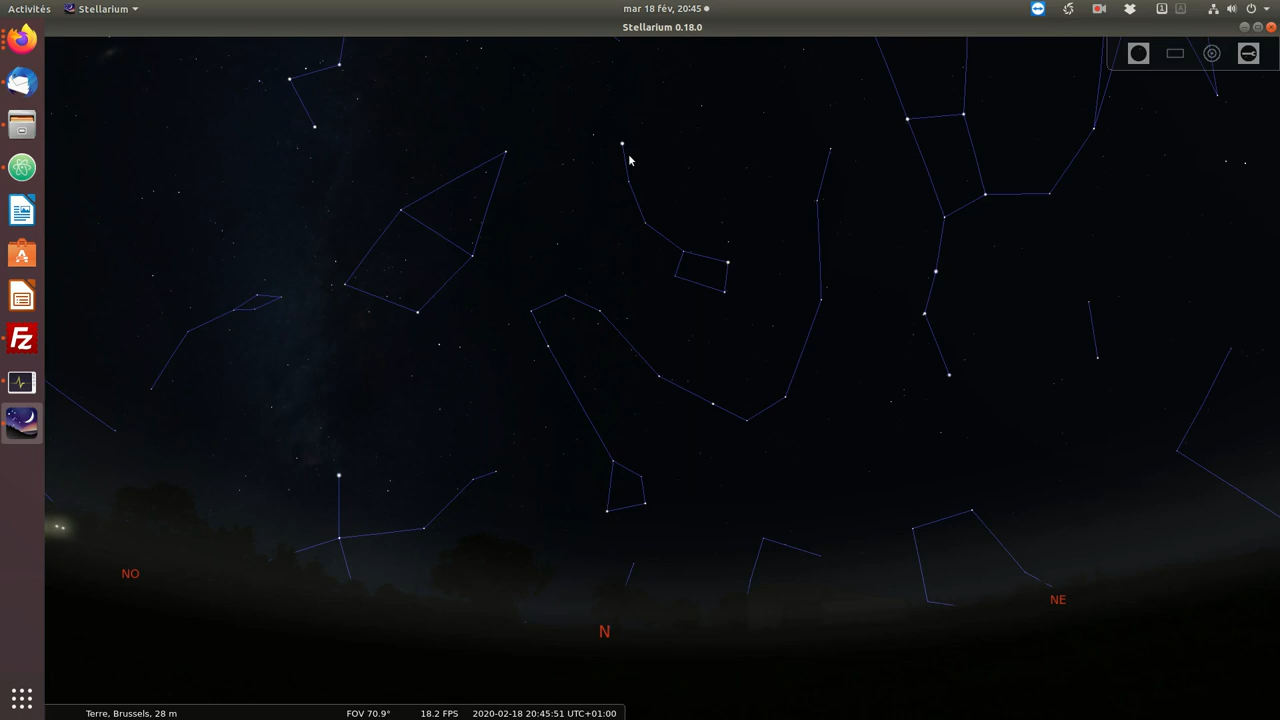 Activités Stellarium mar 18 fév, 20:45
Stellarium 0.18.0
NO
N
NE
Terre, Brussels, 28 m FOV 70.9° 18.2 FPS 2020-02-18 20:45:51 UTC+01:00